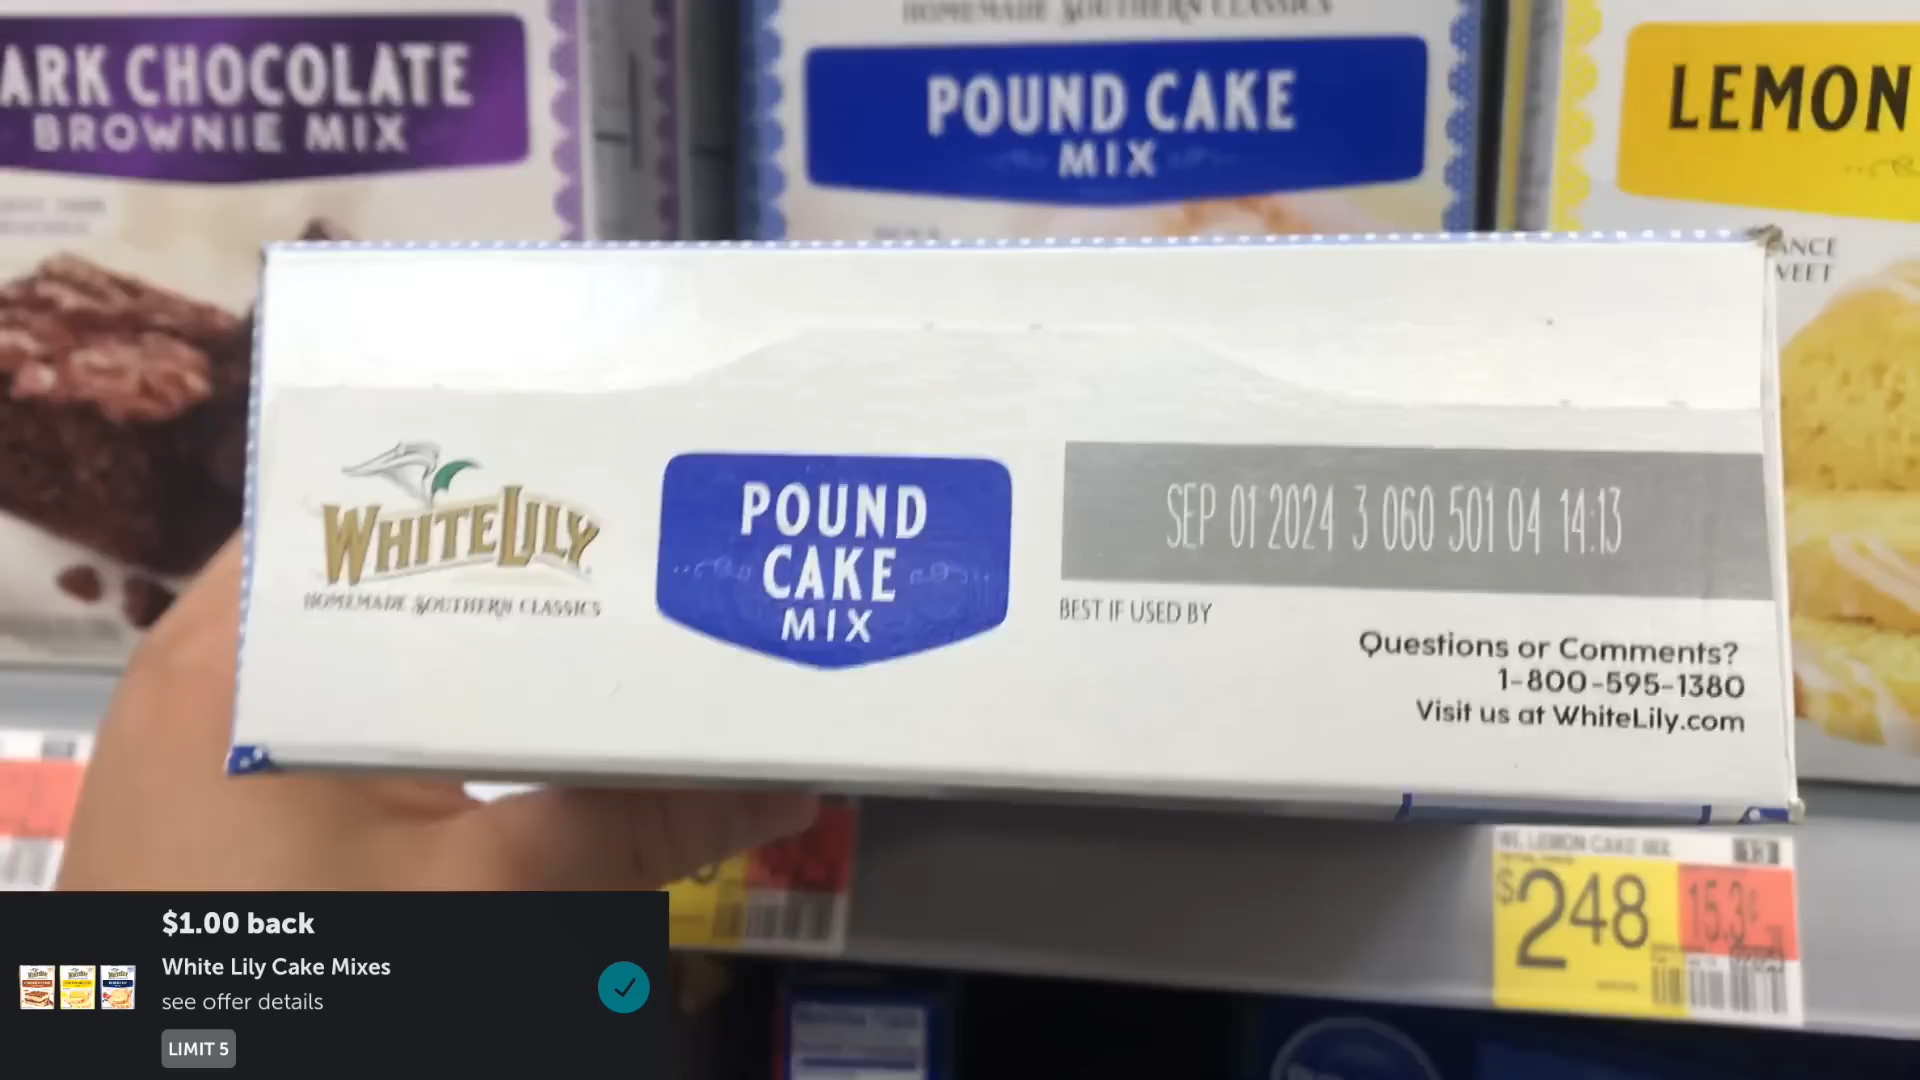 HOMEMADE SOUTHERN CLASSICS
ARK CHOCOLATE
BROWNIE MIX
POUND CAKE
MIX
LEMON
ANCE
VEET
WHITE LILY
HOMEMADE SOUTHERN CLASSICS
POUND
CAKE
MIX
SEP 01 2024 3 060 501 04 14:13
BEST IF USED BY
Questions or Comments?
1-800-595-1380
Visit us at WhiteLily.com
WL LEMON CAKE MIX
$248
15.3¢
$1.00 back
White Lily Cake Mixes
see offer details
LIMIT 5